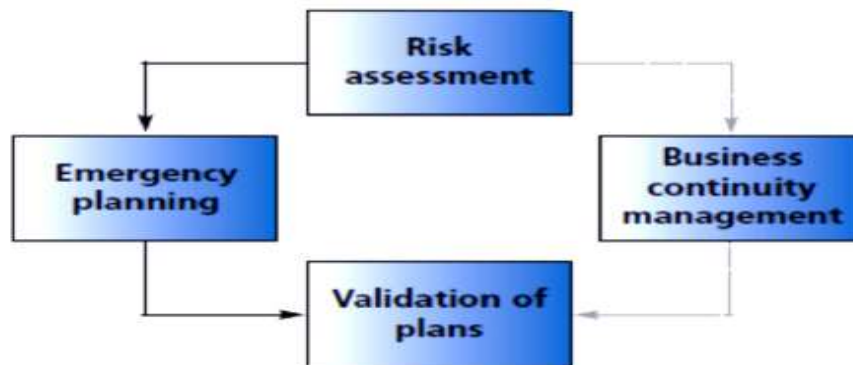 Risk
assessment
Emergency
planning
Business
continuity
management
Validation of
plans